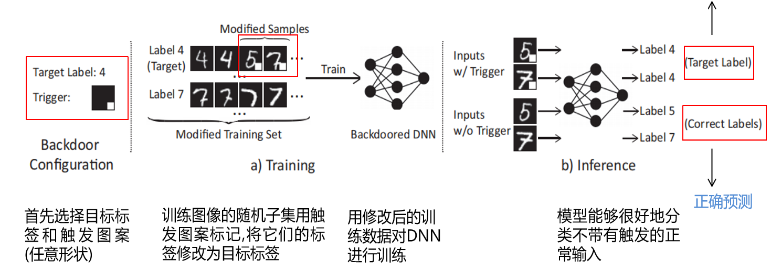 Modified Samples
Label 4
(Target)
...
Label 7
...
...
Modified Training Set
Train
Backdoored DNN
Target Label: 4
Trigger:
Backdoor
Configuration
a) Training
Inputs
w/ Trigger
Inputs
w/o Trigger
Label 4
Label 4
Label 5
Label 7
(Target Label)
(Correct Labels)
b) Inference
正确预测
首先选择目标标
签和触发图案
(任意形状)
训练图像的随机子集用触
发图案标记,将它们的标
签修改为目标标签
用修改后的训
练数据对DNN
进行训练
模型能够很好地分
类不带有触发的正
常输入